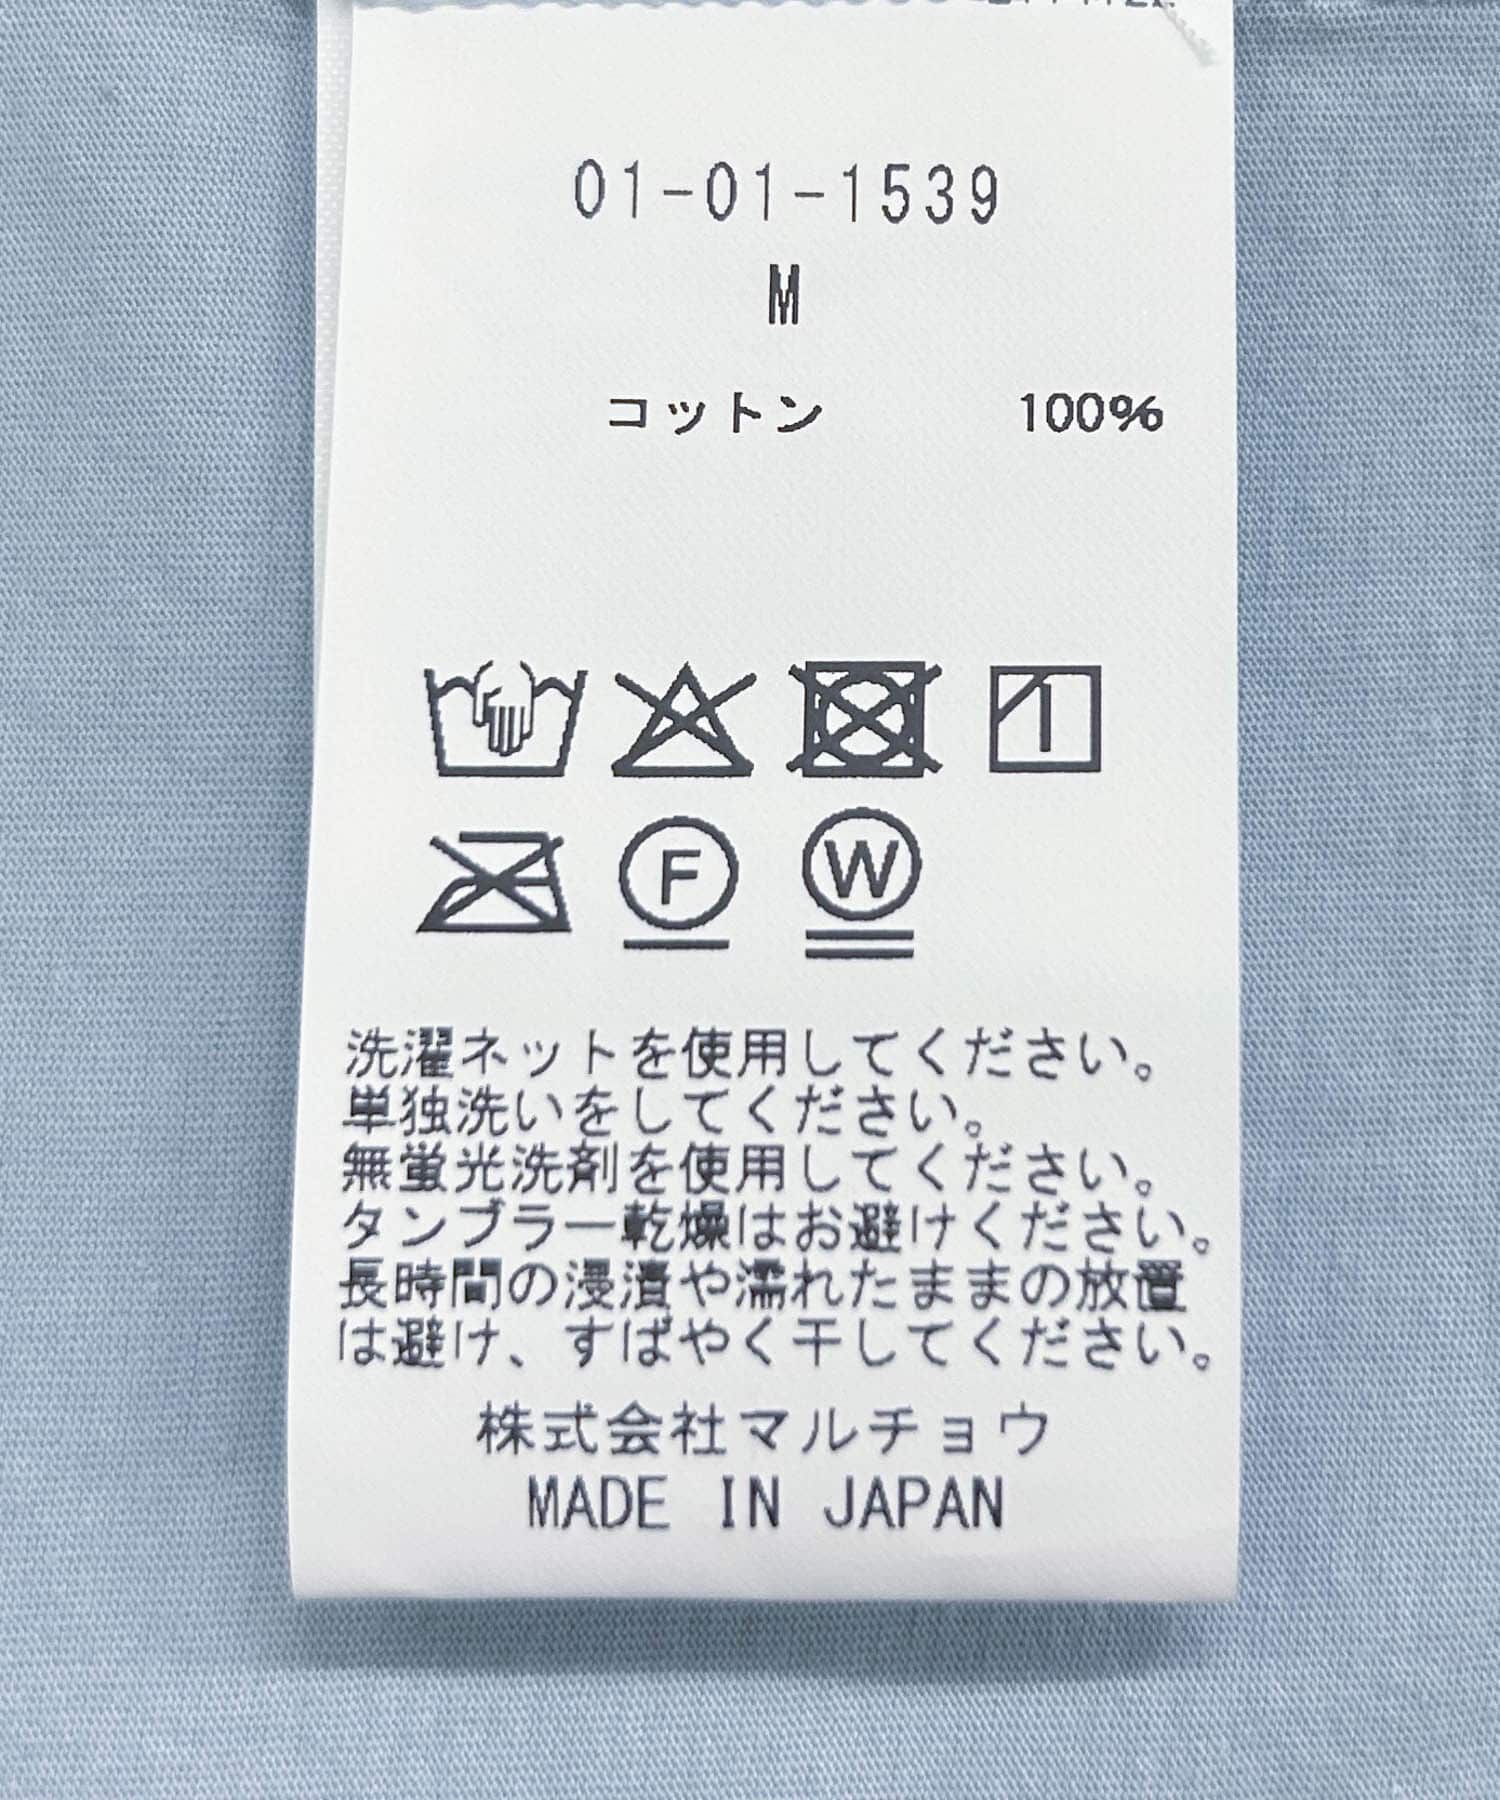 01-01-1539
M
コットン 100%
F W
洗濯ネットを使用してください。
単独洗いをしてください。
無蛍光洗剤を使用してください。
タンブラー乾燥はお避けください。
長時間の浸漬や濡れたままの放置
は避け、すばやく干してください。
株式会社マルチョウ
MADE IN JAPAN